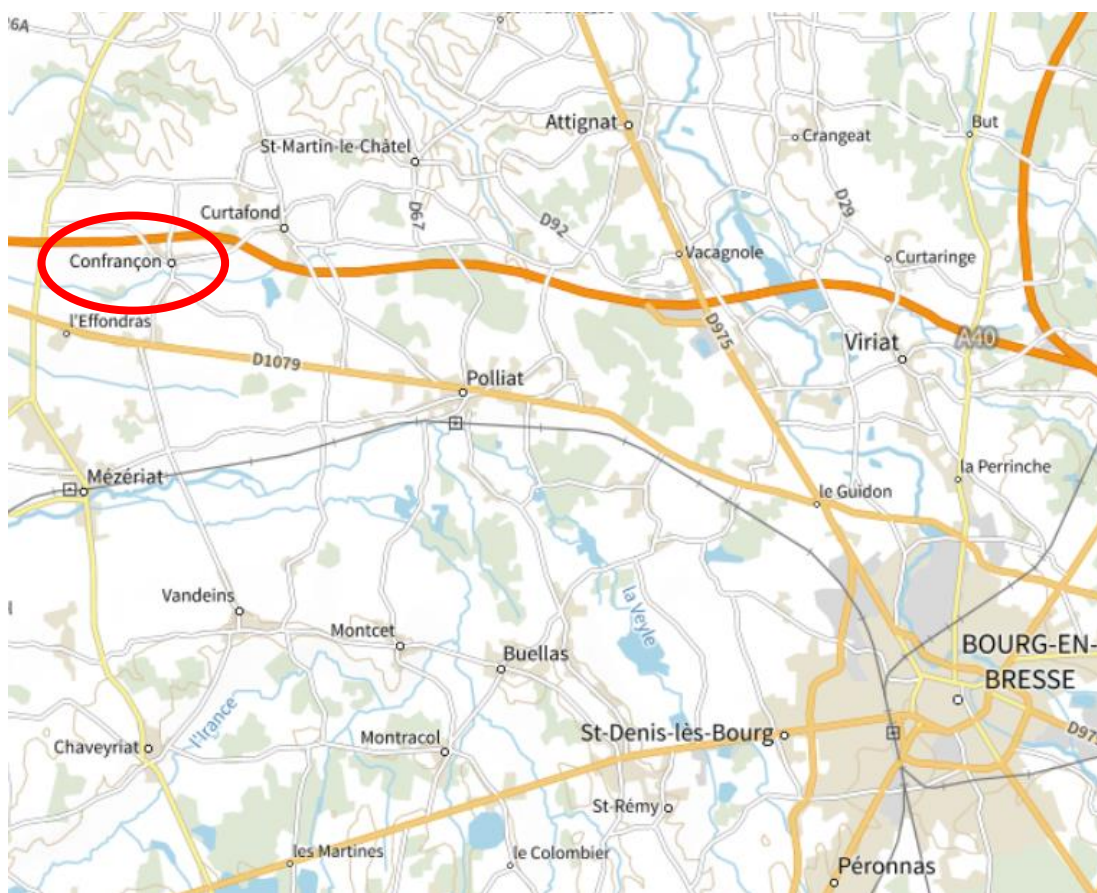 6A
Attignat
But
Crangeat
St-Martin-le-Châtel
D67
D92
D29
Curtafond
Vacagnole
Curtaringe
Confrançon
l'Effondras
D975
A40
Viriat
D1079
Polliat
Mézériat
la Perrinche
le Guidon
Vandeins
la Veyle
Montcet
Buellas
BOURG-EN-
BRESSE
l'Irance
St-Denis-lès-Bourg
D975
Chaveyriat
Montracol
St-Rémy
les Martines
le Colombier
Péronnas